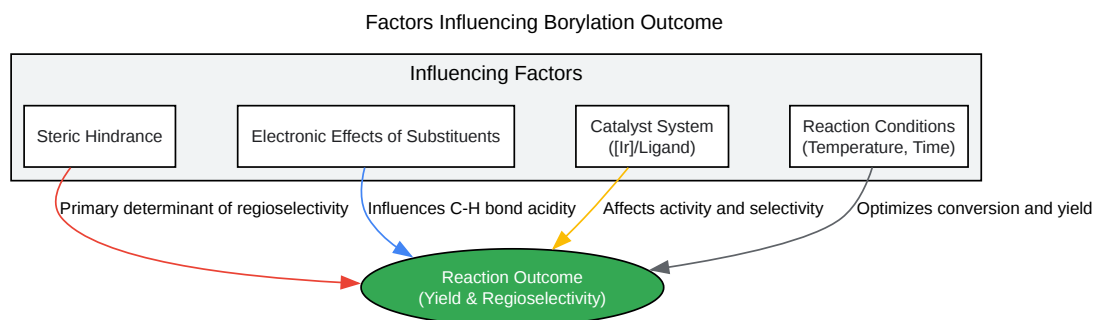 Factors Influencing Borylation Outcome
Influencing Factors
Steric Hindrance
Electronic Effects of Substituents
Catalyst System
([Ir]/Ligand)
Reaction Conditions
(Temperature, Time)
Primary determinant of regioselectivity
Influences C-H bond acidity
Affects activity and selectivity
Optimizes conversion and yield
Reaction Outcome
(Yield & Regioselectivity)